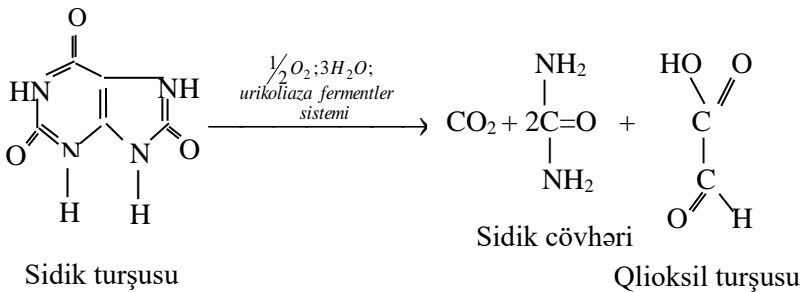 O
HN
NH
O
N
N
O
H
H
½O₂;3H₂O;
urikoliaza fermentler
sistemi
CO₂ + 2C=O +
NH₂
NH₂
HO O
C
C
O H
Sidik turşusu
Sidik cövhəri
Qlioksil turşusu